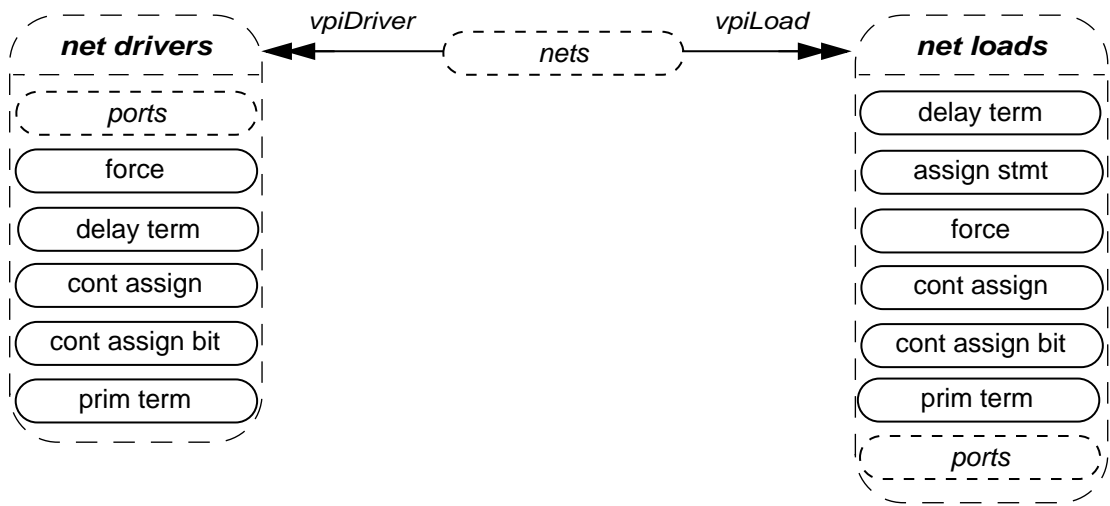 vpiDriver
vpiLoad
net drivers
nets
net loads
ports
force
delay term
cont assign
cont assign bit
prim term
delay term
assign stmt
force
cont assign
cont assign bit
prim term
ports